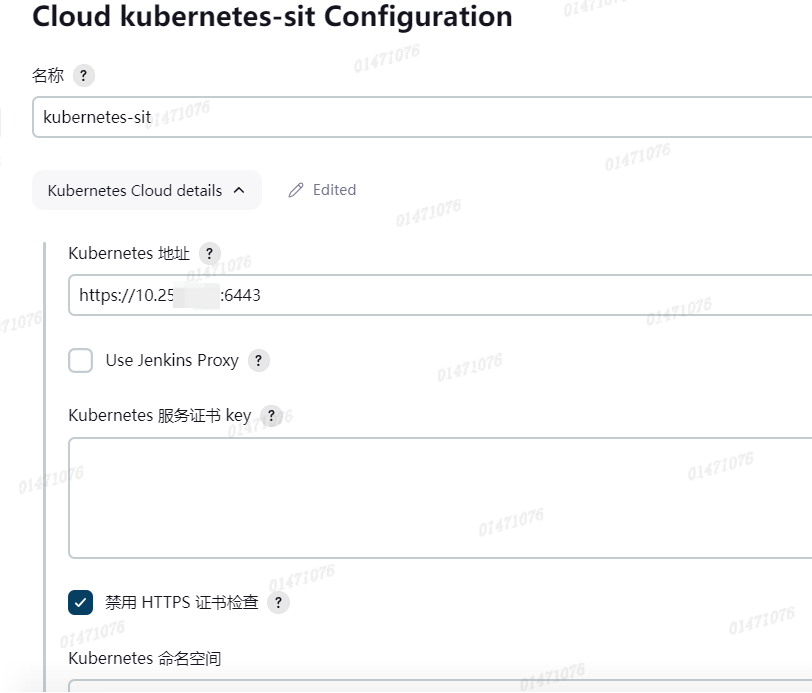 Cloud kubernetes-sit Configuration
名称 ?
kubernetes-sit
Kubernetes Cloud details
Edited
Kubernetes 地址 ?
https://10.25 :6443
Use Jenkins Proxy ?
Kubernetes 服务证书 key ?
禁用 HTTPS 证书检查 ?
Kubernetes 命名空间
01471076